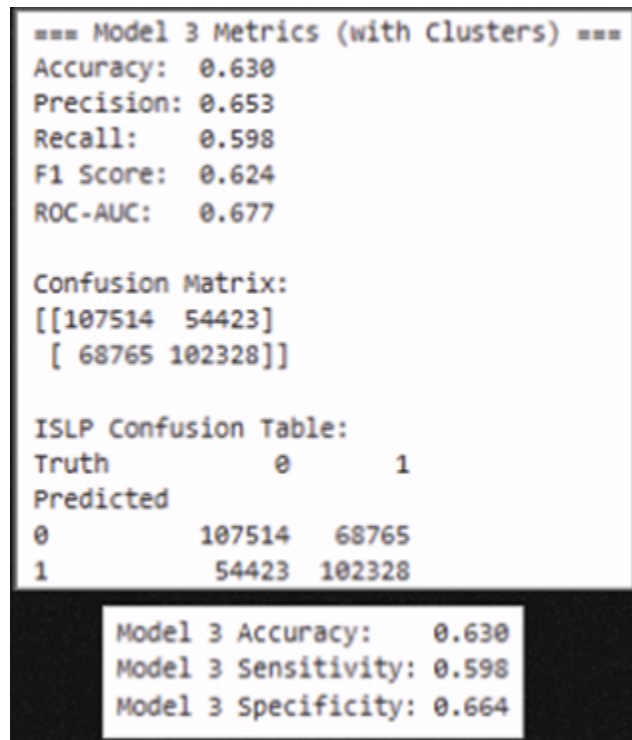 === Model 3 Metrics (with Clusters) ===
Accuracy: 0.630
Precision: 0.653
Recall: 0.598
F1 Score: 0.624
ROC-AUC: 0.677
Confusion Matrix:
[[107514 54423]
[ 68765 102328]]
ISLP Confusion Table:
Truth 0 1
Predicted
0 107514 68765
1 54423 102328
Model 3 Accuracy: 0.630
Model 3 Sensitivity: 0.598
Model 3 Specificity: 0.664